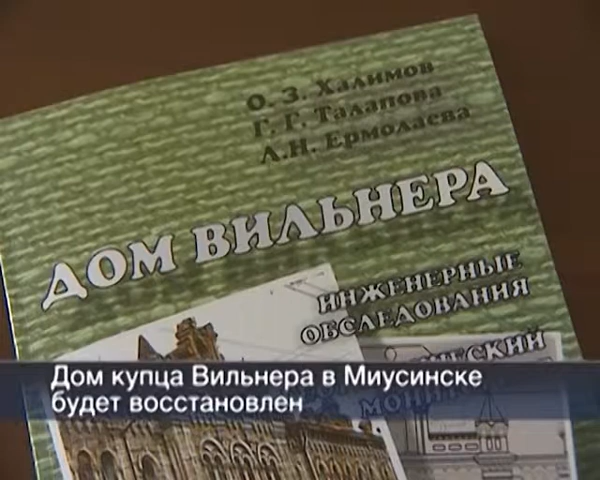 О. З. Халимов
Г. Г. Талапова
Л.Н. Ермолаева
ДОМ ВИЛЬНЕРА
ИНЖЕНЕРНЫЕ
ОБСЛЕДОВАНИЯ
Дом купца Вильнера в Миусинске
будет восстановлен